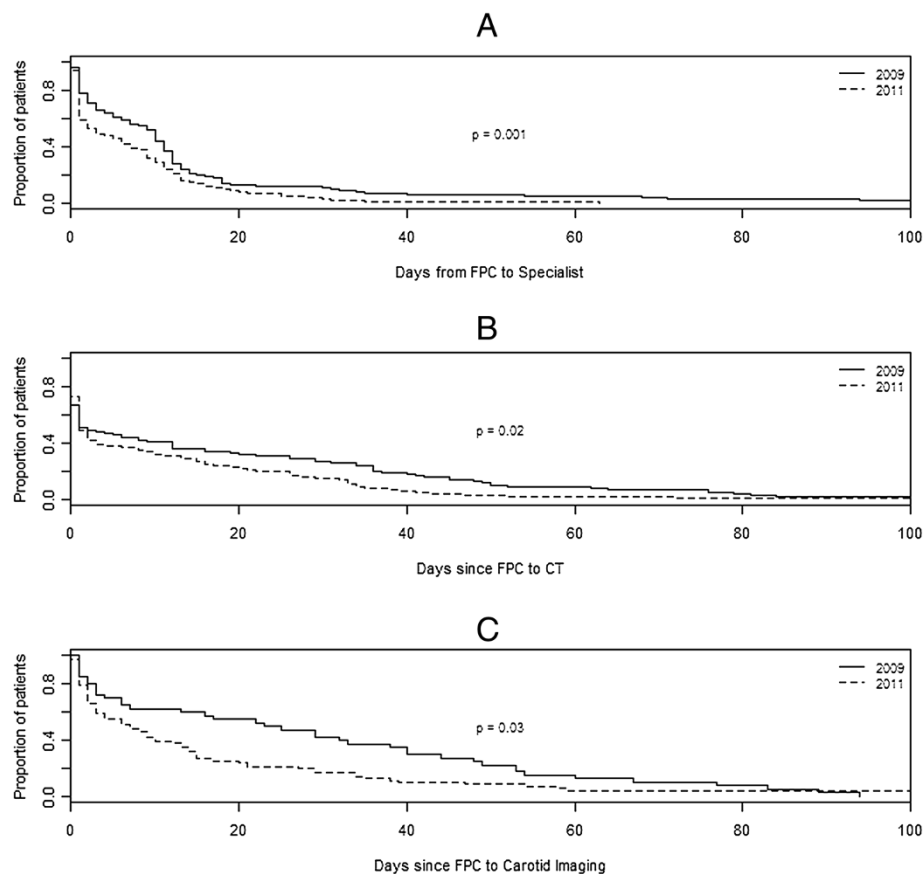 A
Proportion of patients
0.0 0.4 0.8
2009
2011
p = 0.001
0 20 40 60 80 100
Days from FPC to Specialist
B
Proportion of patients
0.0 0.4 0.8
2009
2011
p = 0.02
0 20 40 60 80 100
Days since FPC to CT
C
Proportion of patients
0.0 0.4 0.8
2009
2011
p = 0.03
0 20 40 60 80 100
Days since FPC to Carotid Imaging